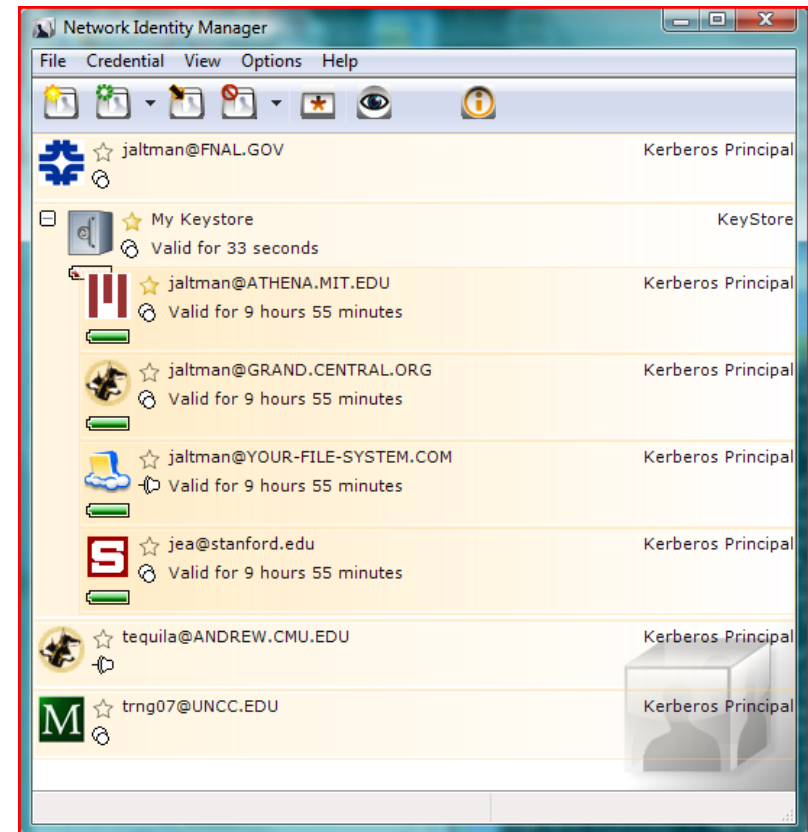 Network Identity Manager
File Credential View Options Help
jaltman@FNAL.GOV Kerberos Principal
My Keystore KeyStore
Valid for 33 seconds
jaltman@ATHENA.MIT.EDU Kerberos Principal
Valid for 9 hours 55 minutes
jaltman@GRAND.CENTRAL.ORG Kerberos Principal
Valid for 9 hours 55 minutes
jaltman@YOUR-FILE-SYSTEM.COM Kerberos Principal
Valid for 9 hours 55 minutes
S jea@stanford.edu Kerberos Principal
Valid for 9 hours 55 minutes
tequila@ANDREW.CMU.EDU Kerberos Principal
M trng07@UNCC.EDU Kerberos Principal